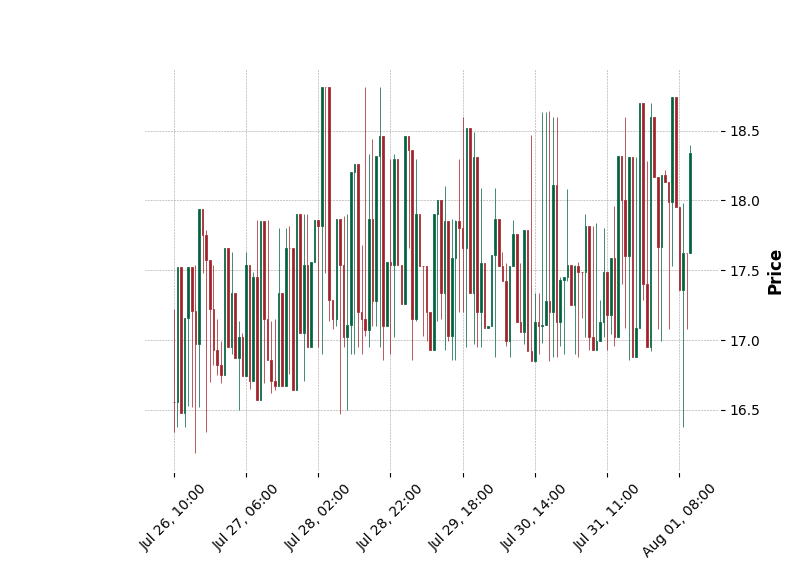 18.5
18.0
17.5
17.0
16.5
Price
Jul 26, 10:00
Jul 27, 06:00
Jul 28, 02:00
Jul 28, 22:00
Jul 29, 18:00
Jul 30, 14:00
Jul 31, 11:00
Aug 01, 08:00